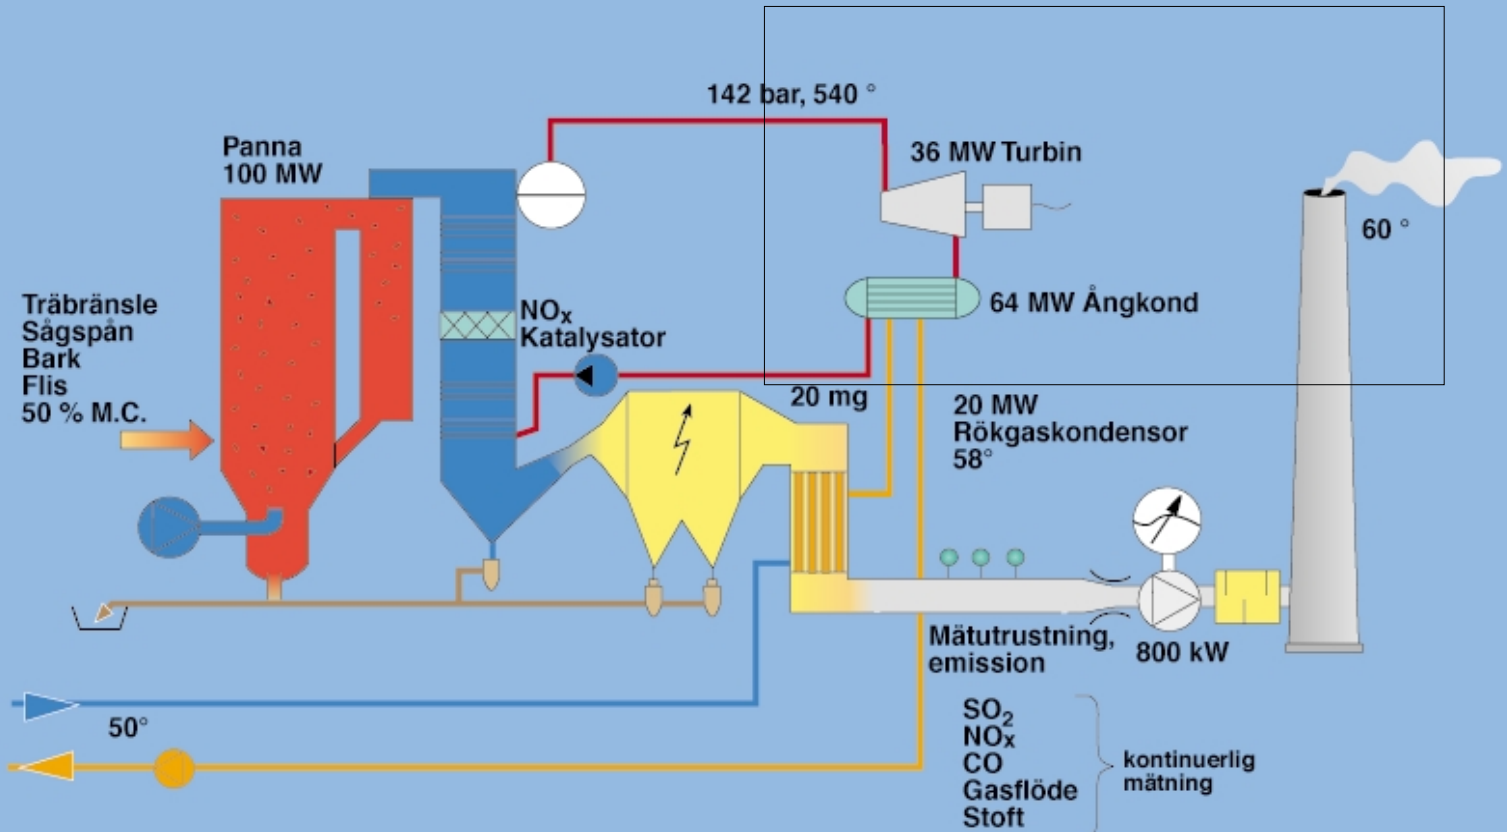 142 bar, 540 °
Panna
100 MW
36 MW Turbin
60 °
Träbränsle
Sågspån
Bark
Flis
50 % M.C.
NOx
Katalysator
64 MW Ångkond
20 mg
20 MW
Rökgaskondensor
58°
Mätutrustning,
emission
800 kW
50°
SO2
NOx
CO
Gasflöde
Stoft
kontinuerlig
mätning